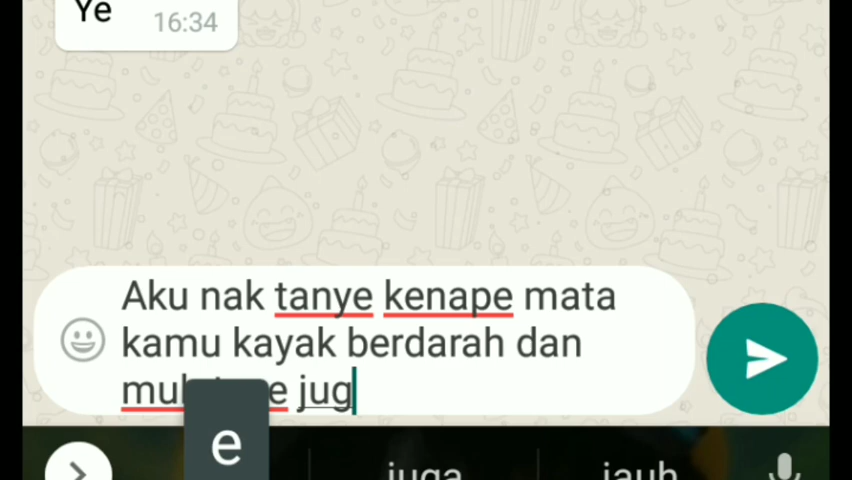 Ye
16:34
Aku nak tanye kenape mata
kamu kayak berdarah dan
jug
e
juga
jauh